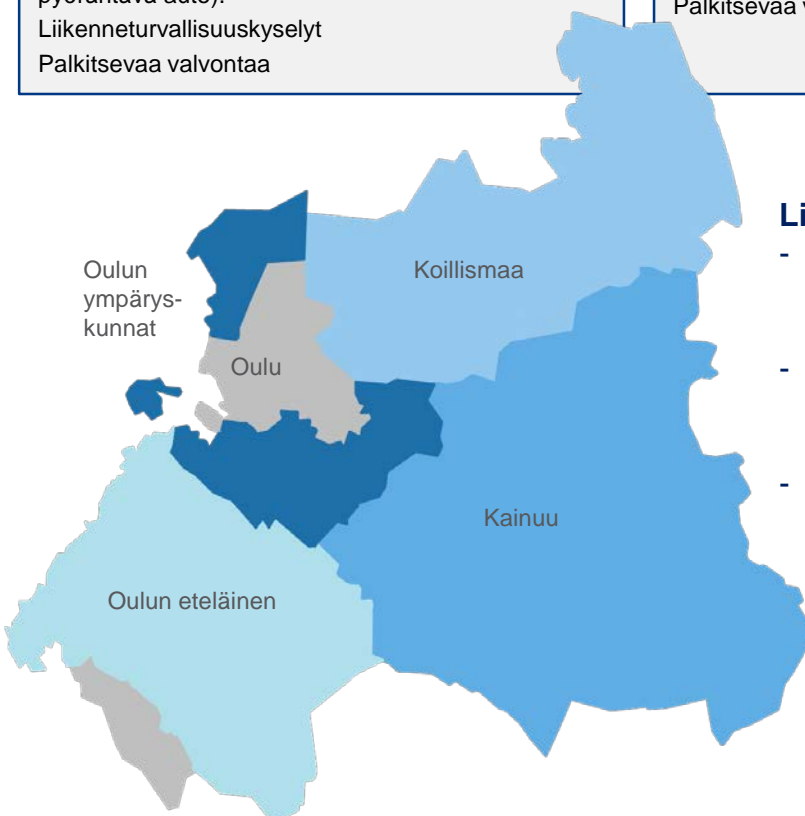 Liikenneturvallisuuskyselyt
Palkitsevaa valvontaa
Palkitsevaa
Li
-
-
-
Oulun
ympärys-
kunnat
Koillismaa
Oulu
Kainuu
Oulun eteläinen